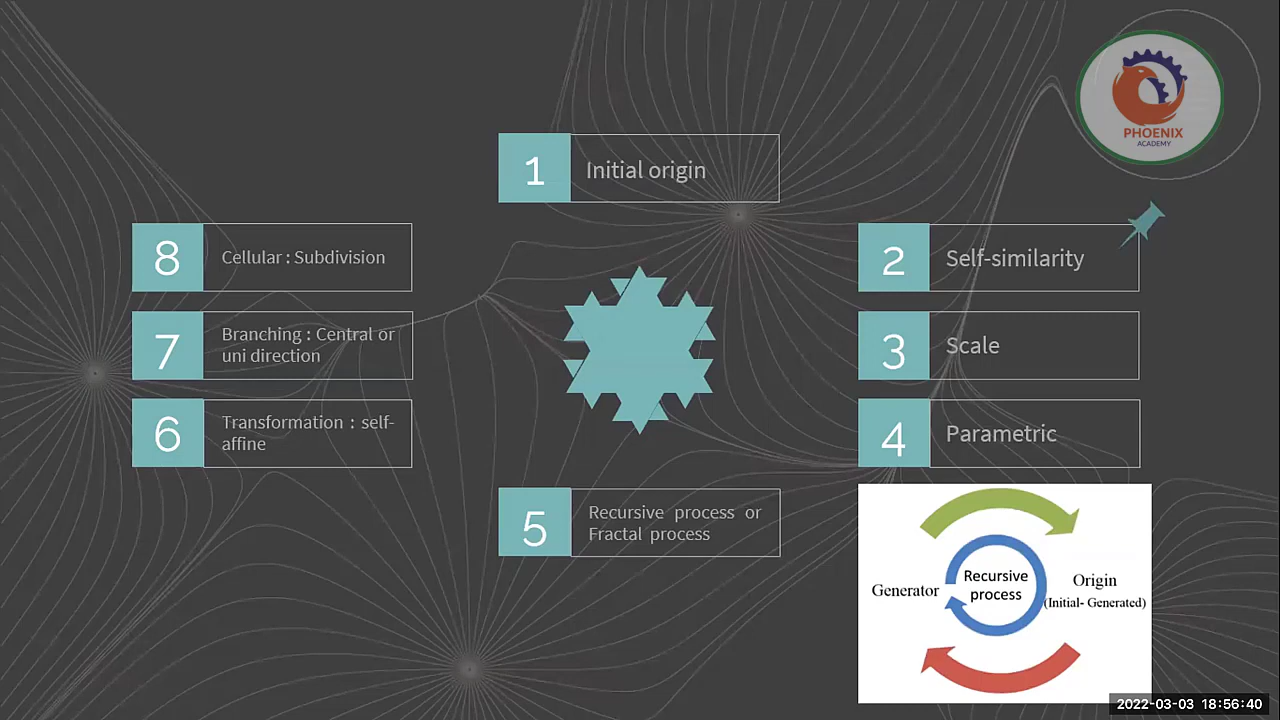 PHOENIX
ACADEMY
1
Initial origin
8
Cellular : Subdivision
2
Self-similarity
7
Branching : Central or
uni direction
3
Scale
6
Transformation : self-
affine
4
Parametric
5
Recursive process or
Fractal process
Generator
Recursive
process
Origin
(Initial- Generated)
2022-03-03 18:56:40